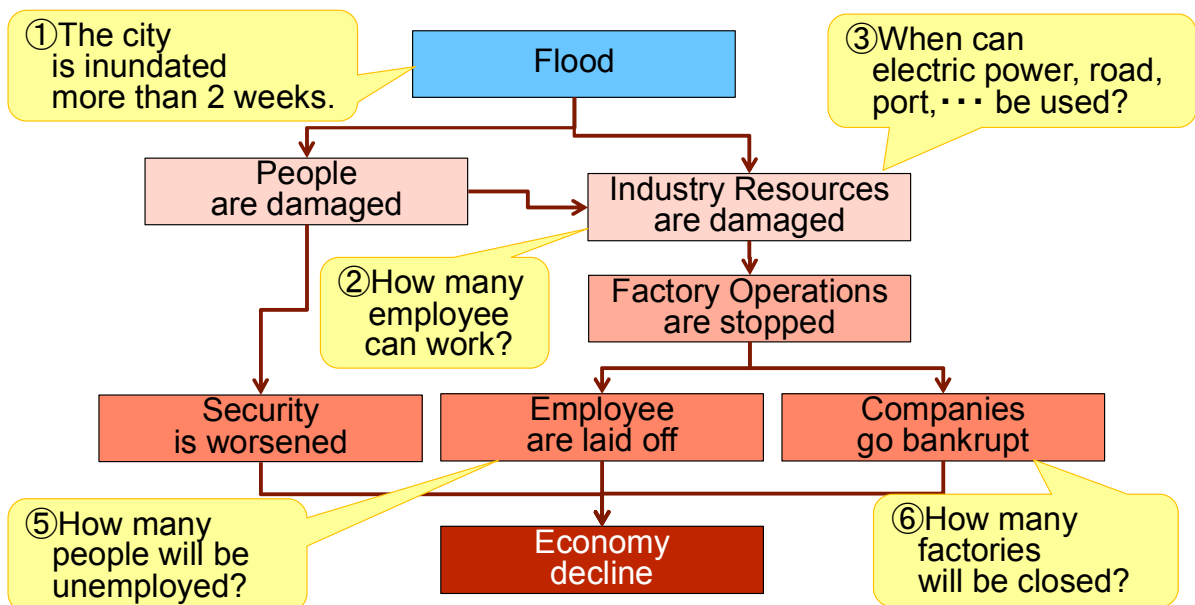 ①The city
is inundated
more than 2 weeks.
Flood
③When can
electric power, road,
port,・・・ be used?
People
are damaged
Industry Resources
are damaged
②How many
employee
can work?
Factory Operations
are stopped
Security
is worsened
Employee
are laid off
Companies
go bankrupt
⑤How many
people will be
unemployed?
Economy
decline
⑥How many
factories
will be closed?